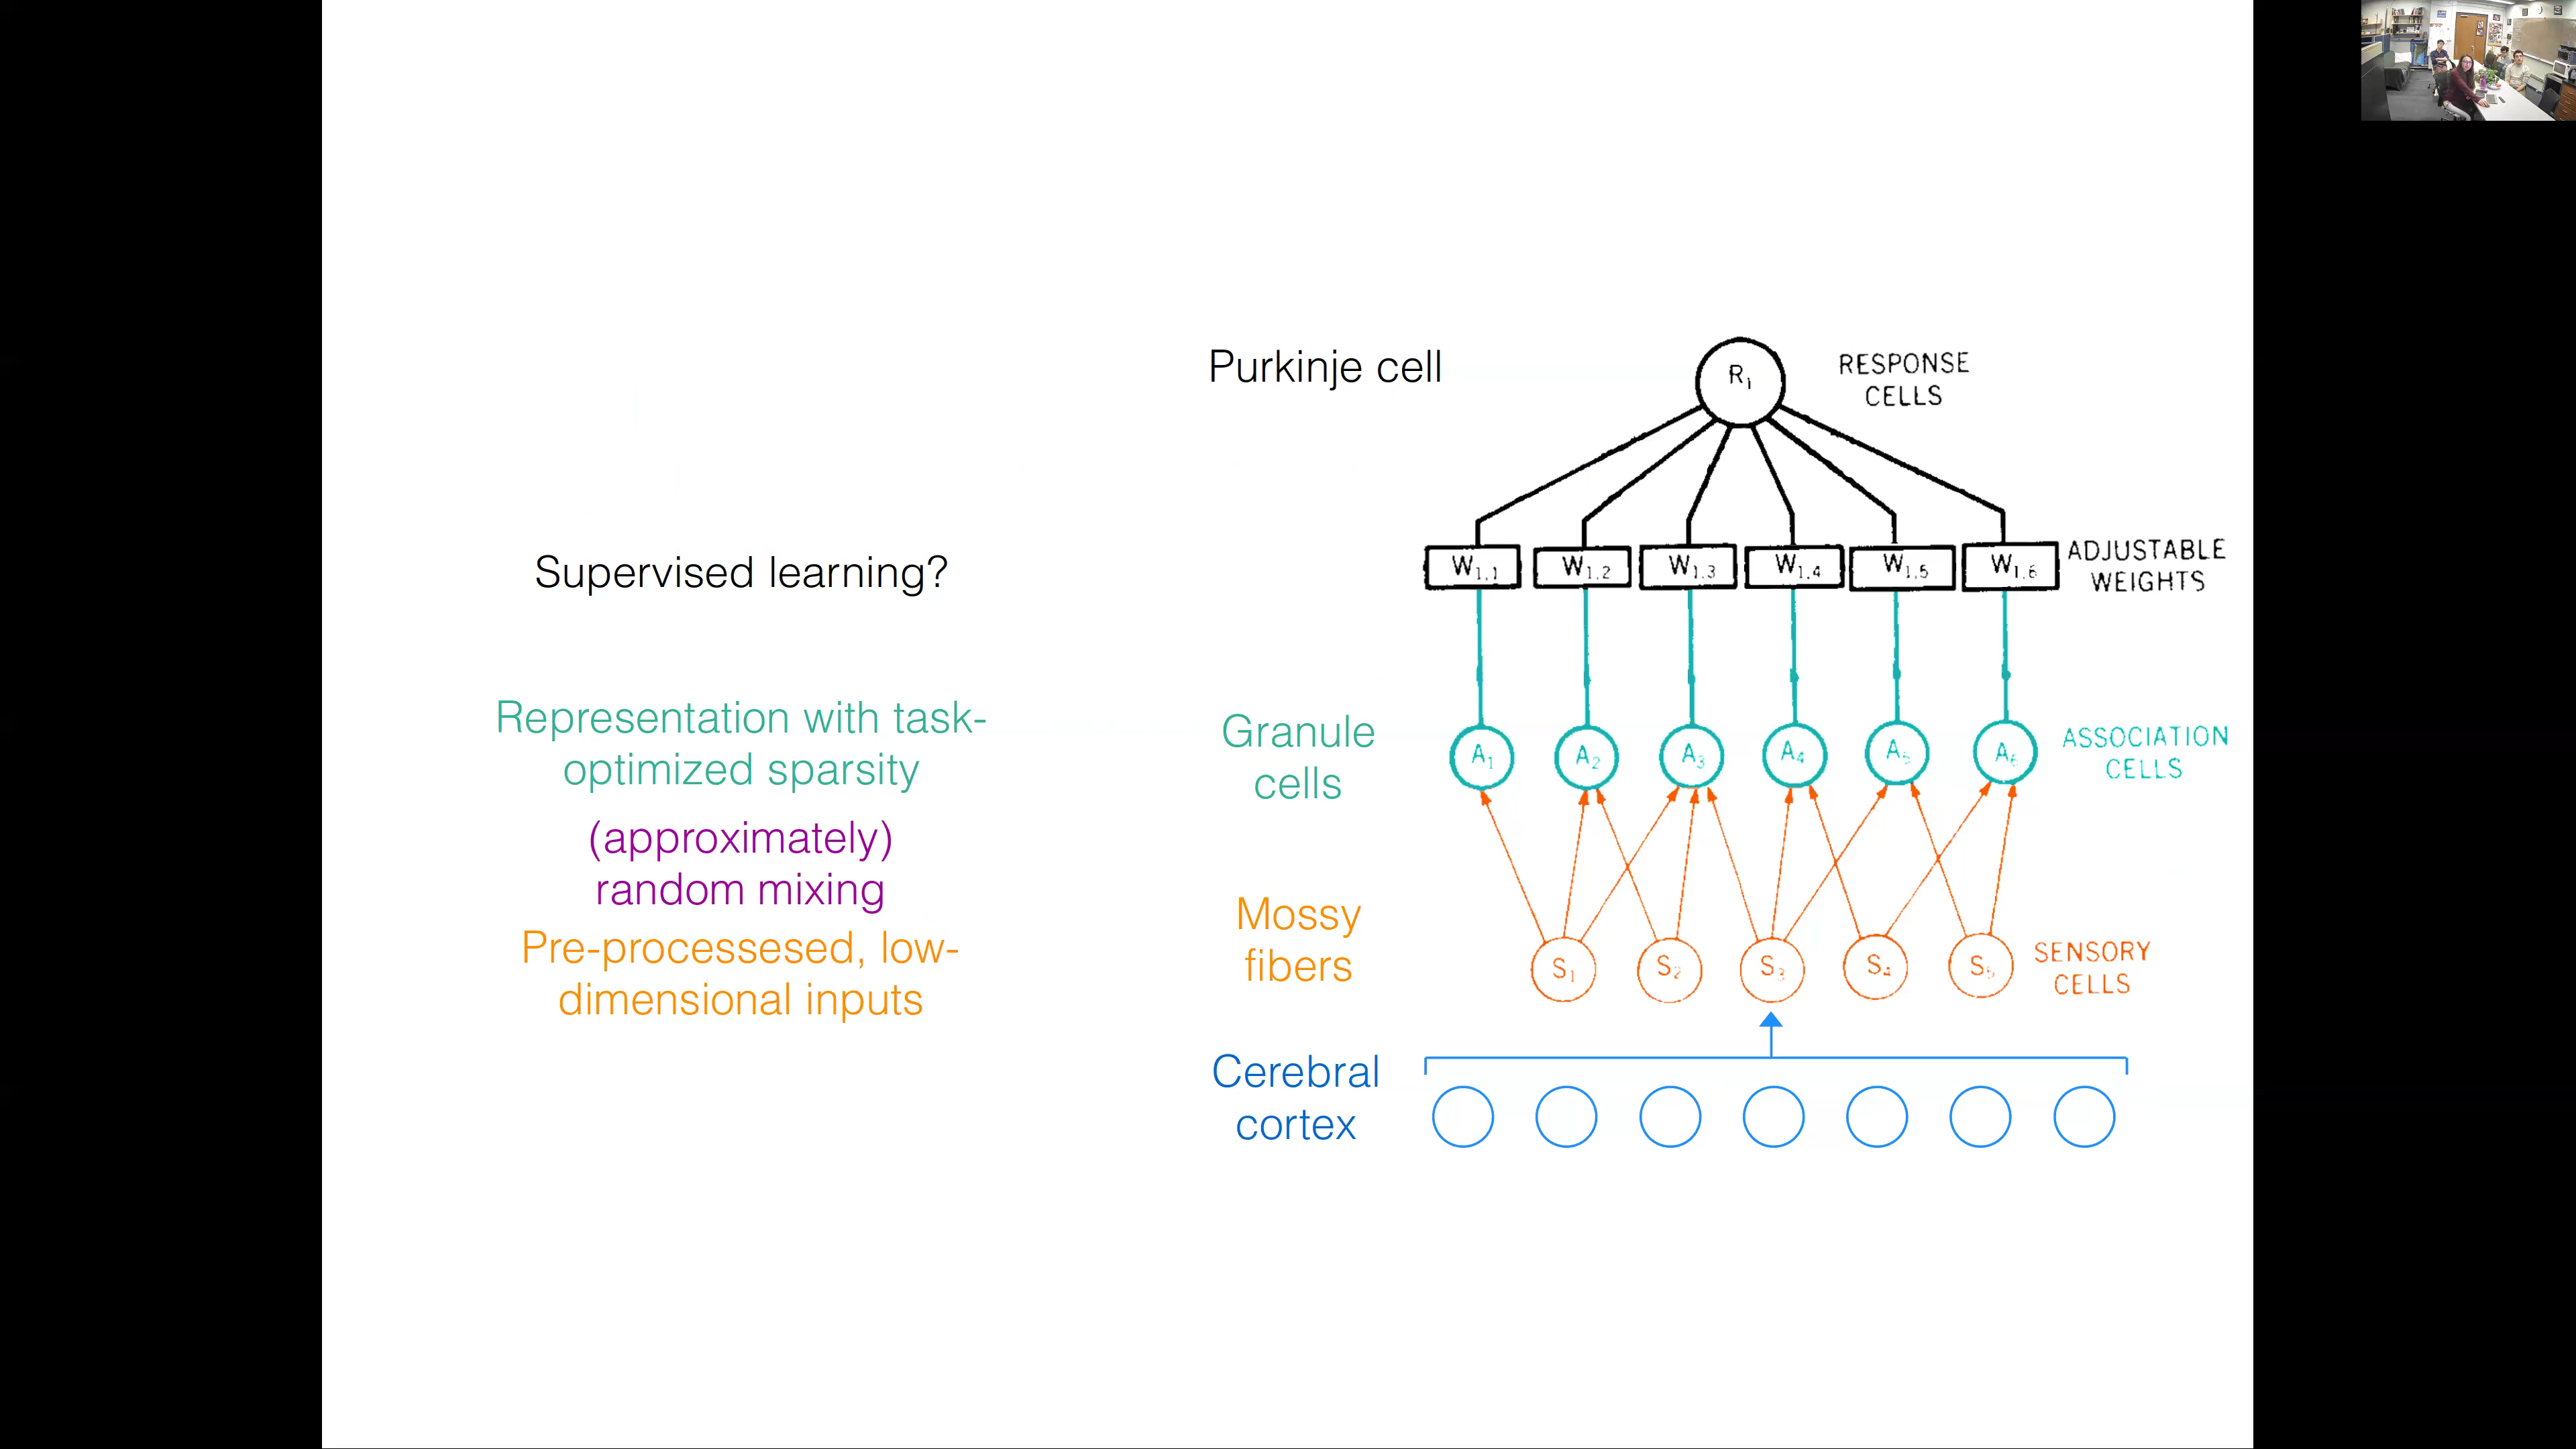 Purkinje cell
R1
RESPONSE
CELLS
Supervised learning?
W1,1
W1,2
W1,3
W1,4
W1,5
W1,6
ADJUSTABLE
WEIGHTS
Representation with task-
optimized sparsity
Granule
cells
A1
A2
A3
A4
A5
A6
ASSOCIATION
CELLS
(approximately)
random mixing
Pre-processesed, low-
dimensional inputs
Mossy
fibers
S1
S2
S3
S4
S5
SENSORY
CELLS
Cerebral
cortex